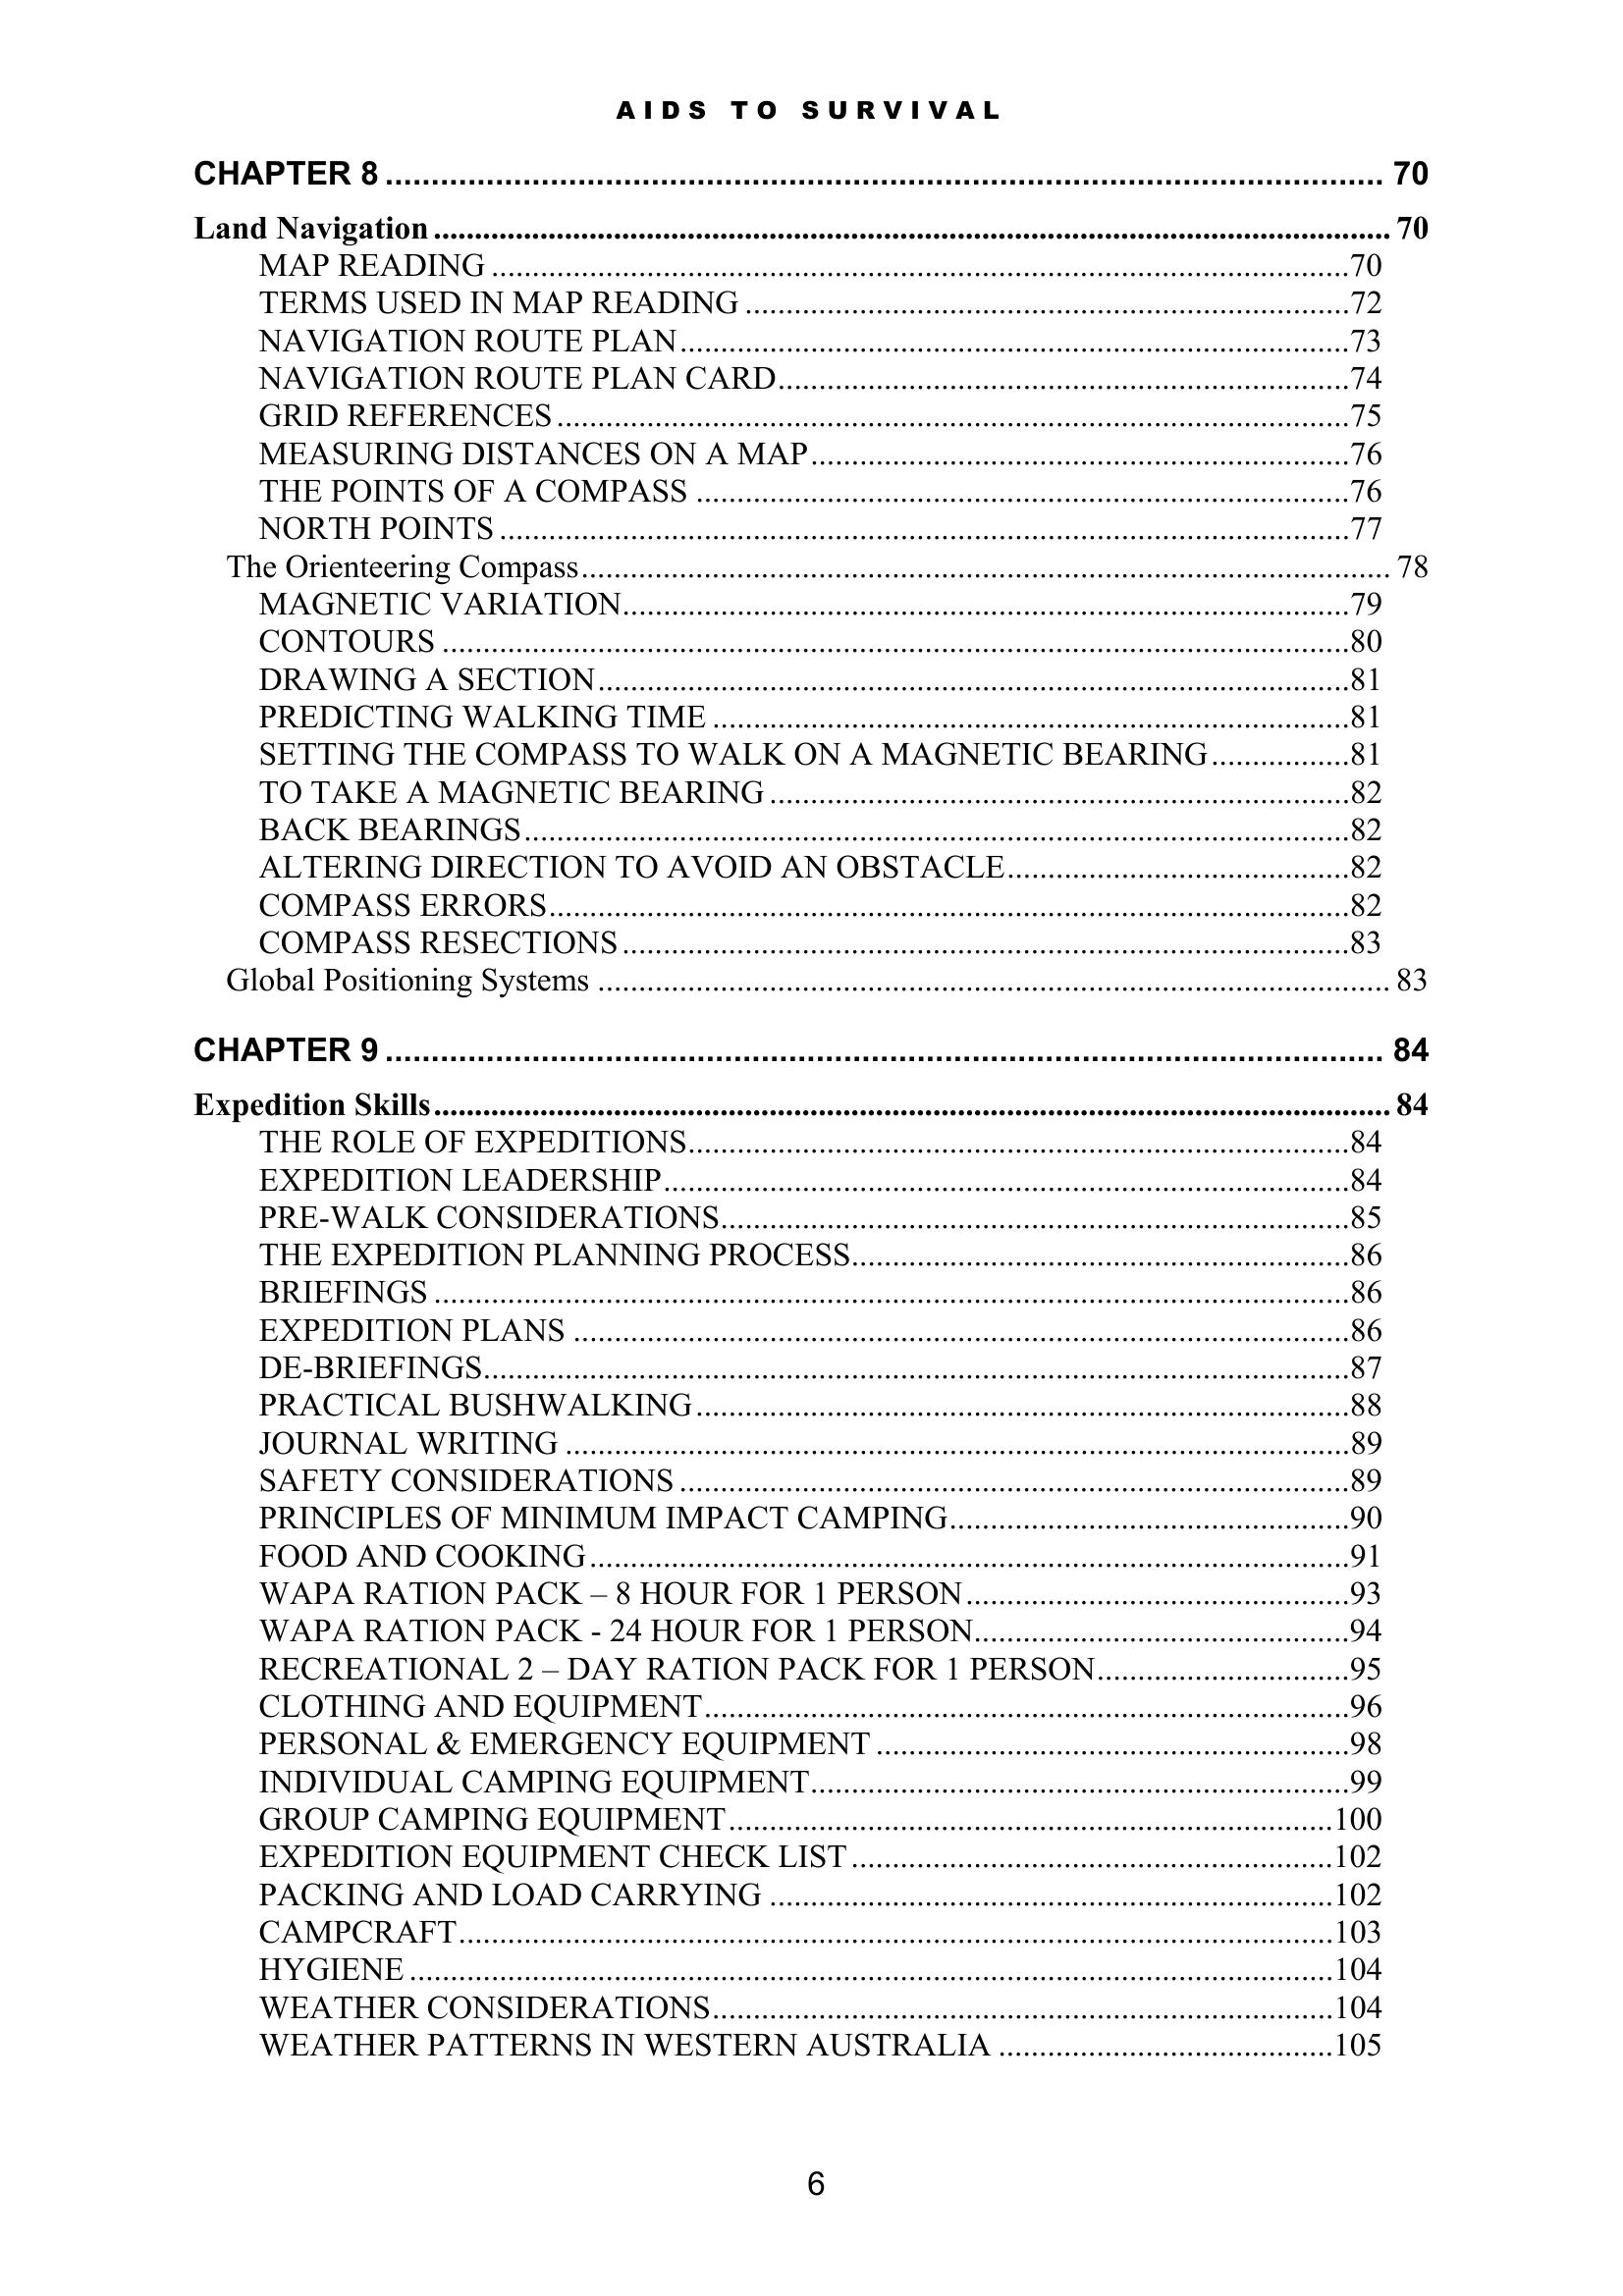 AIDS TO SURVIVAL
CHAPTER 8 ........ 70
Land Navigation ........ 70
MAP READING ........ 70
TERMS USED IN MAP READING ........ 72
NAVIGATION ROUTE PLAN ........ 73
NAVIGATION ROUTE PLAN CARD ........ 74
GRID REFERENCES ........ 75
MEASURING DISTANCES ON A MAP ........ 76
THE POINTS OF A COMPASS ........ 76
NORTH POINTS ........ 77
The Orienteering Compass ........ 78
MAGNETIC VARIATION ........ 79
CONTOURS ........ 80
DRAWING A SECTION ........ 81
PREDICTING WALKING TIME ........ 81
SETTING THE COMPASS TO WALK ON A MAGNETIC BEARING ........ 81
TO TAKE A MAGNETIC BEARING ........ 82
BACK BEARINGS ........ 82
ALTERING DIRECTION TO AVOID AN OBSTACLE ........ 82
COMPASS ERRORS ........ 82
COMPASS RESECTIONS ........ 83
Global Positioning Systems ........ 83
CHAPTER 9 ........ 84
Expedition Skills ........ 84
THE ROLE OF EXPEDITIONS ........ 84
EXPEDITION LEADERSHIP ........ 84
PRE-WALK CONSIDERATIONS ........ 85
THE EXPEDITION PLANNING PROCESS ........ 86
BRIEFINGS ........ 86
EXPEDITION PLANS ........ 86
DE-BRIEFINGS ........ 87
PRACTICAL BUSHWALKING ........ 88
JOURNAL WRITING ........ 89
SAFETY CONSIDERATIONS ........ 89
PRINCIPLES OF MINIMUM IMPACT CAMPING ........ 90
FOOD AND COOKING ........ 91
WAPA RATION PACK – 8 HOUR FOR 1 PERSON ........ 93
WAPA RATION PACK - 24 HOUR FOR 1 PERSON ........ 94
RECREATIONAL 2 – DAY RATION PACK FOR 1 PERSON ........ 95
CLOTHING AND EQUIPMENT ........ 96
PERSONAL & EMERGENCY EQUIPMENT ........ 98
INDIVIDUAL CAMPING EQUIPMENT ........ 99
GROUP CAMPING EQUIPMENT ........ 100
EXPEDITION EQUIPMENT CHECK LIST ........ 102
PACKING AND LOAD CARRYING ........ 102
CAMPCRAFT ........ 103
HYGIENE ........ 104
WEATHER CONSIDERATIONS ........ 104
WEATHER PATTERNS IN WESTERN AUSTRALIA ........ 105
6